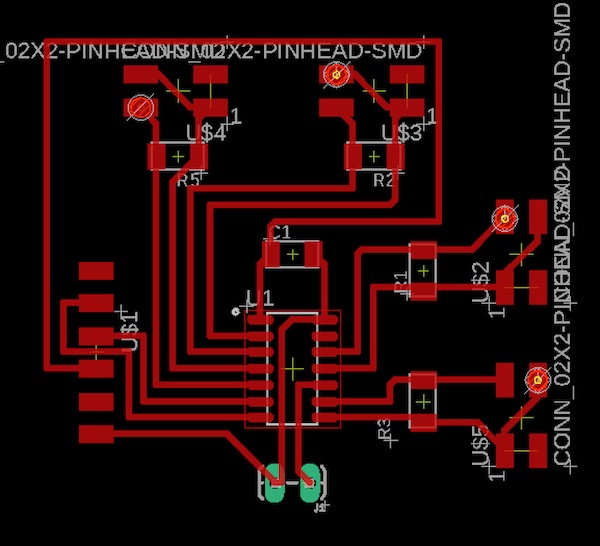 _02X2-PINHEAD-SMD
CONN_02X2-PINHEAD-SMD
1
1
U$4
U$3
R5
R2
C1
U1
U$1
R1
U$2
1
CONN_02X2-PINHEAD-SMD
R3
U$5
1
CONN_02X2-PINHEAD-SMD
J1